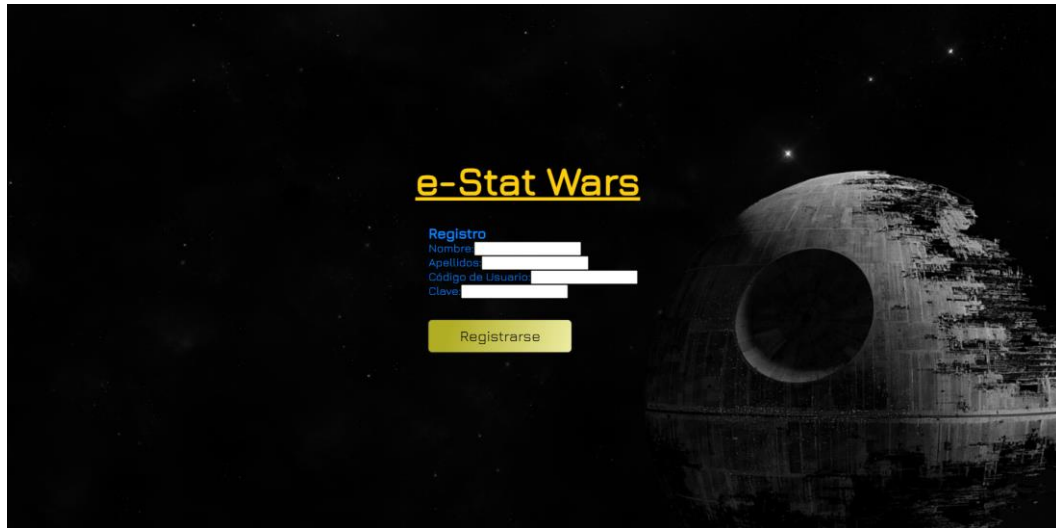 e-Stat Wars
Registro
Nombre:
Apellidos:
Código de Usuario:
Clave:
Registrarse